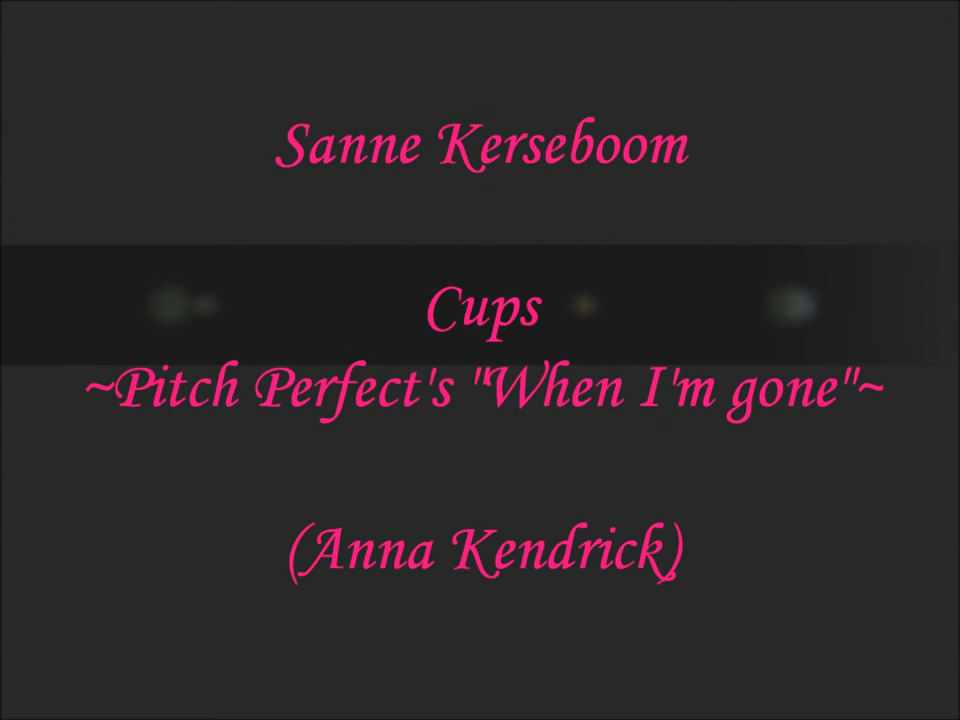 Sanne Kerseboom
Cups
~Pitch Perfect's "When I'm gone"~
(Anna Kendrick)